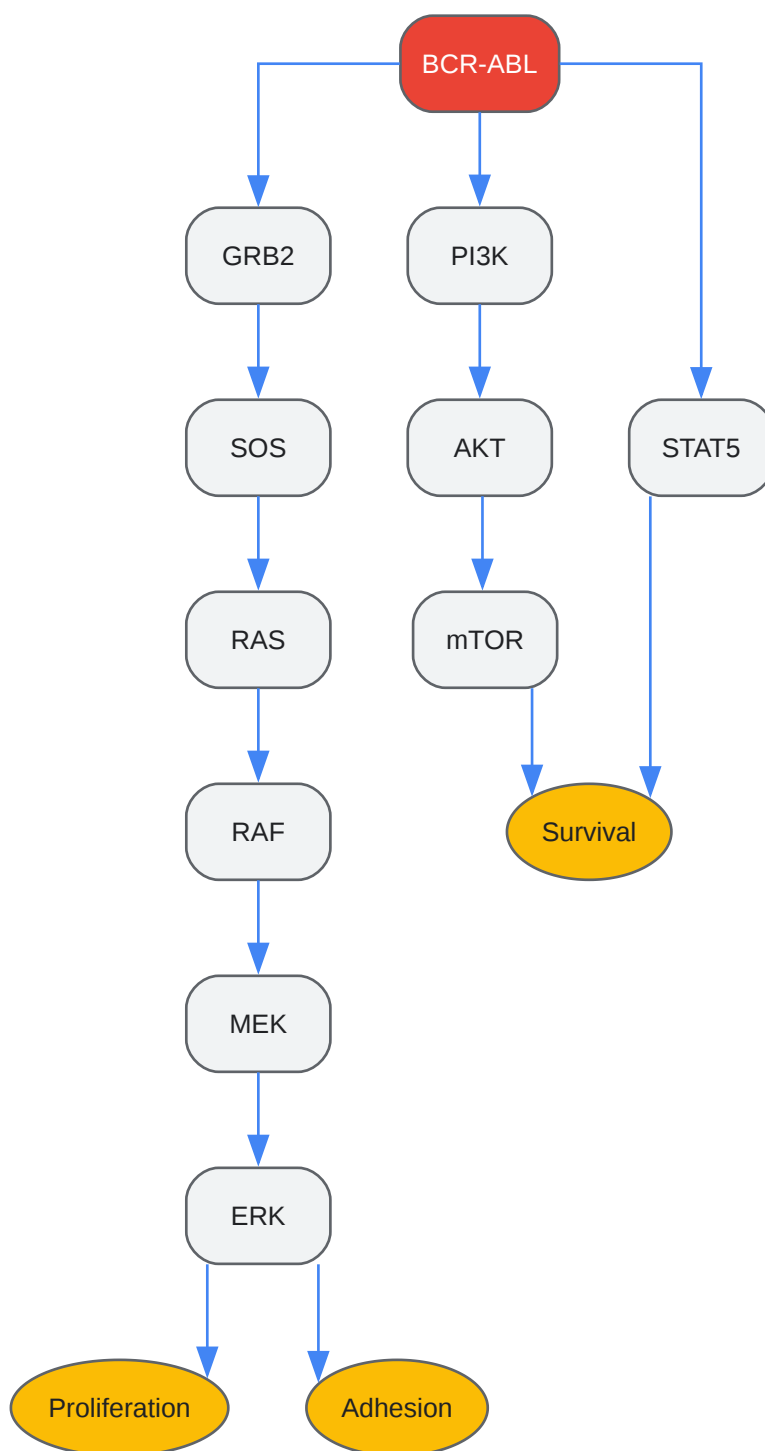 BCR-ABL
GRB2
PI3K
SOS
AKT
STAT5
RAS
mTOR
RAF
Survival
MEK
ERK
Proliferation
Adhesion